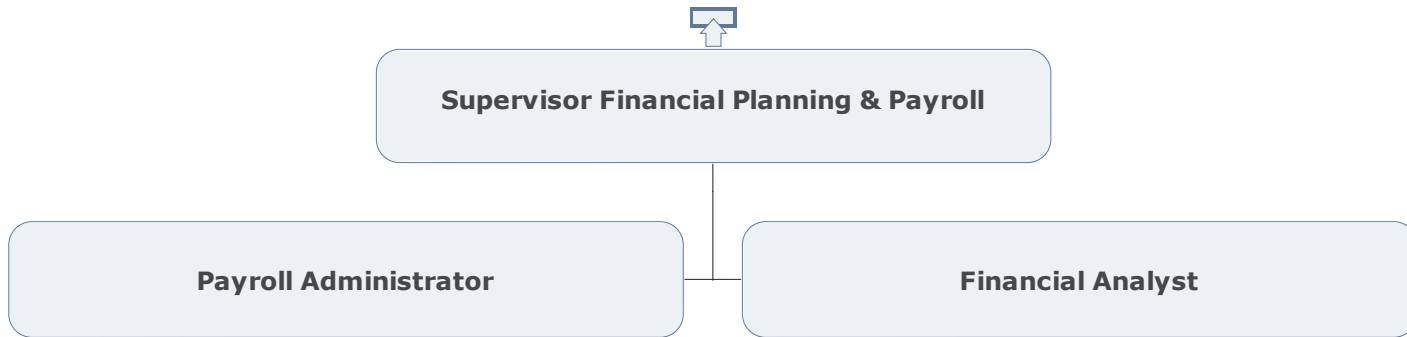 Supervisor Financial Planning & Payroll
Payroll Administrator
Financial Analyst